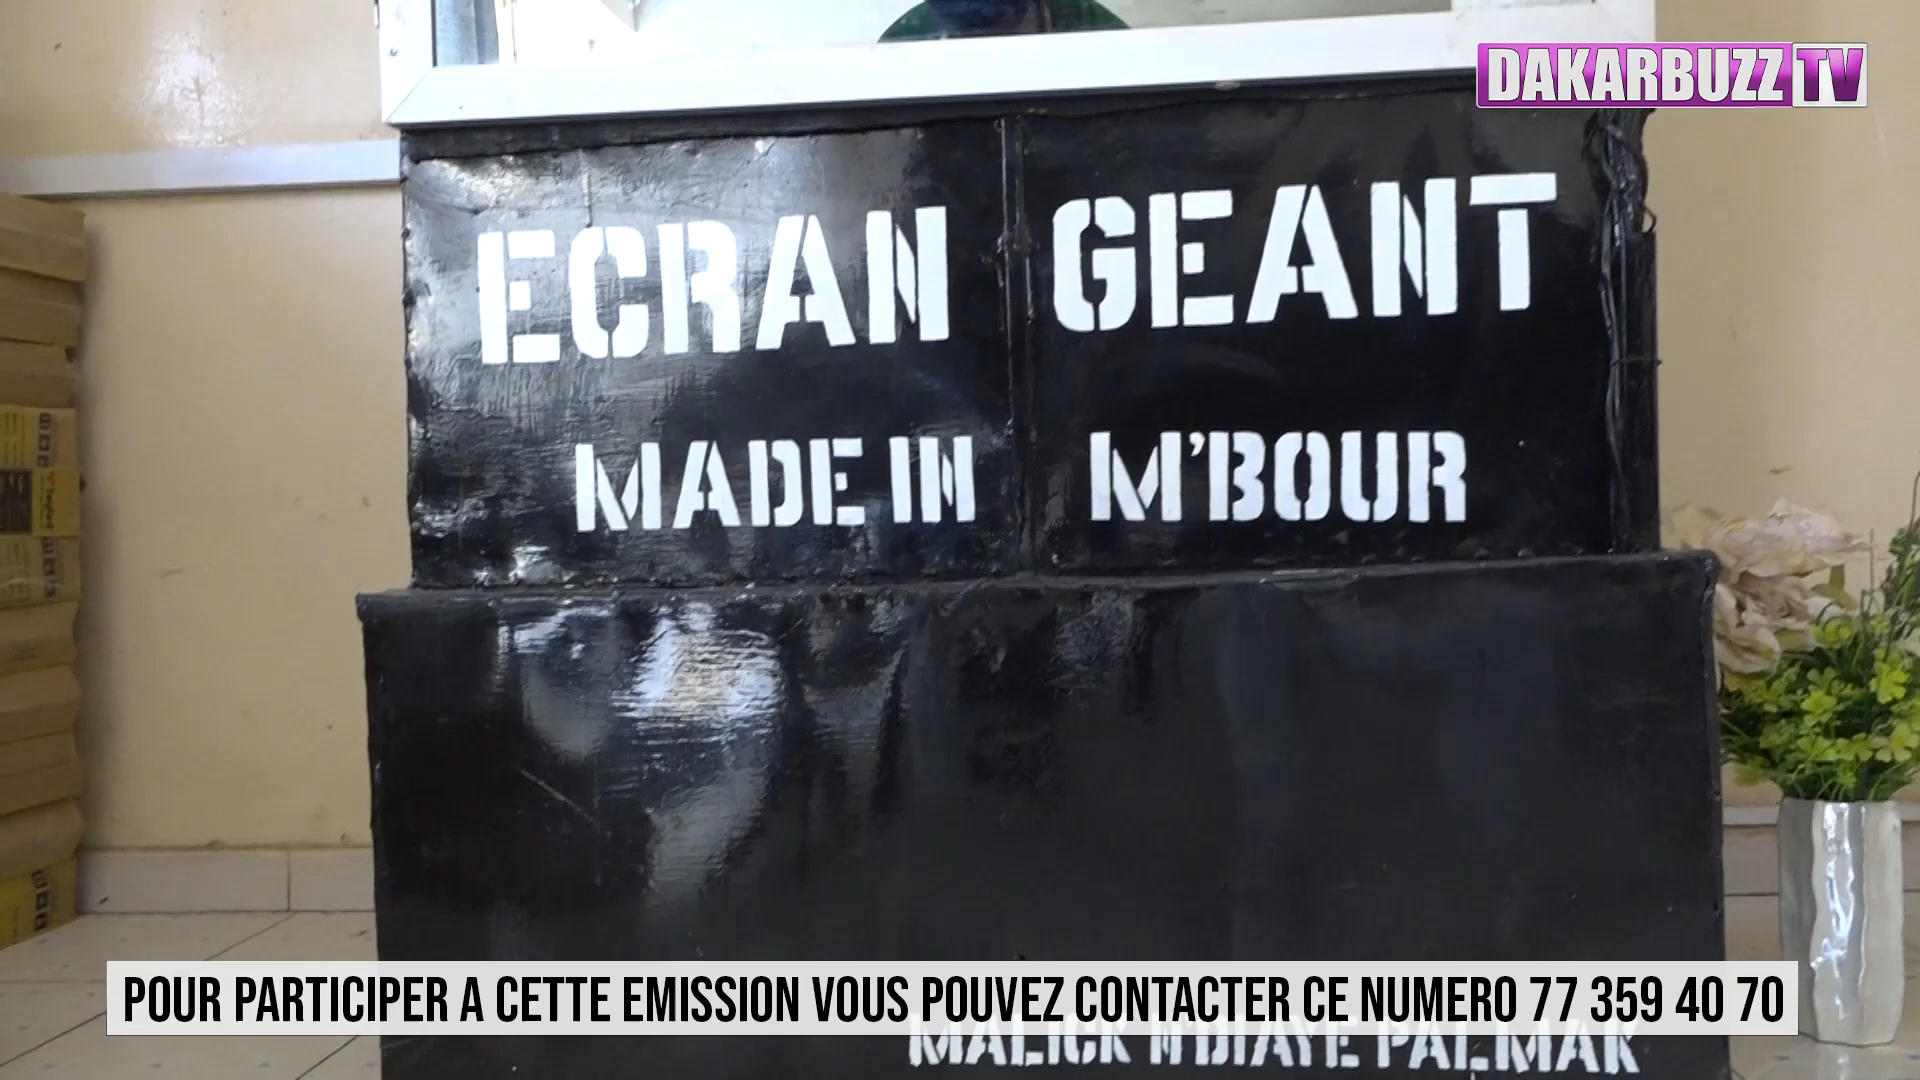 DAKARBUZZ TV
ECRAN GEANT
MADE IN M'BOUR
POUR PARTICIPER A CETTE EMISSION VOUS POUVEZ CONTACTER CE NUMERO 77 359 40 70
MALICK N'DIAYE PALMAK